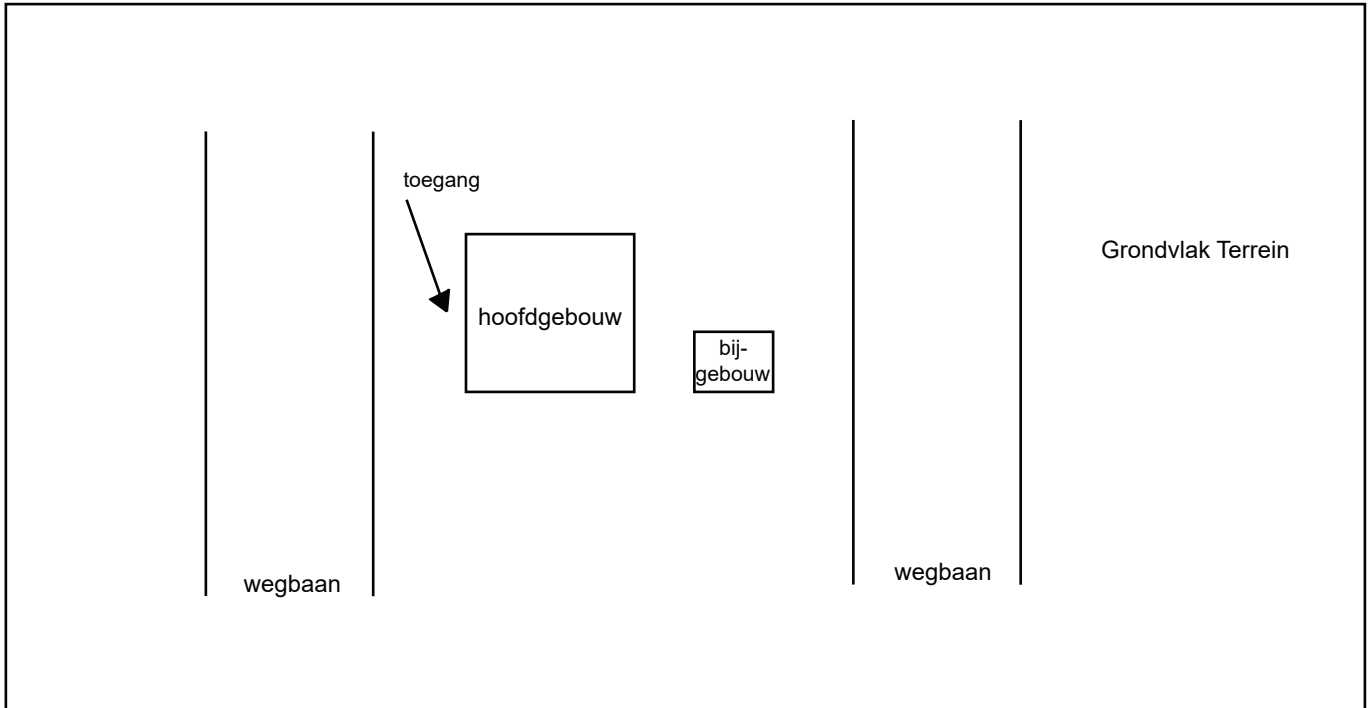 toegang
Grondvlak Terrein
hoofdgebouw
bij-
gebouw
wegbaan
wegbaan